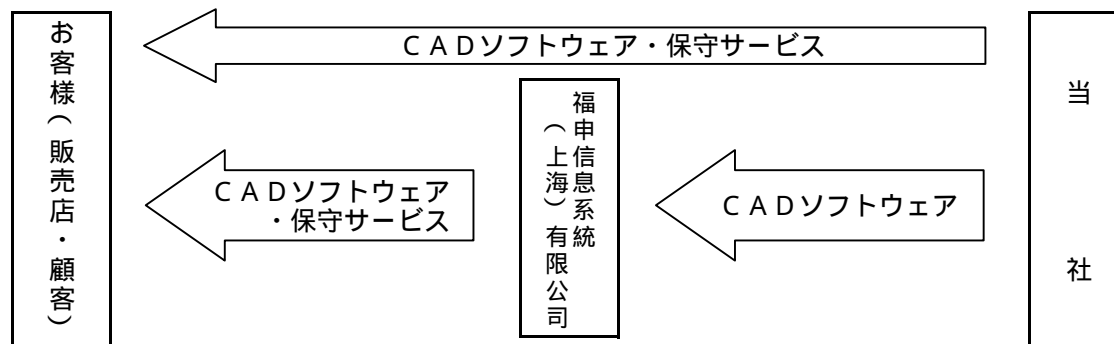 お客様（販売店・顧客）
ＣＡＤソフトウェア・保守サービス
ＣＡＤソフトウェア
・保守サービス
福申信息系統
（上海）有限公司
ＣＡＤソフトウェア
当社